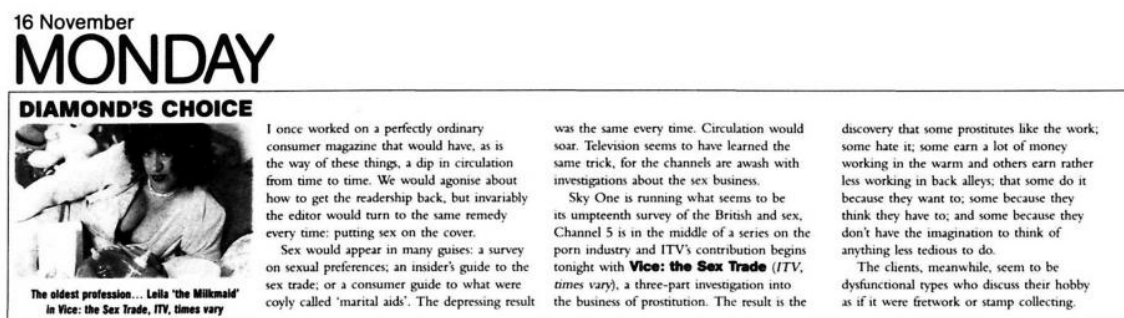 16 November
MONDAY
DIAMOND'S CHOICE
The oldest profession... Leila 'the Milkmaid'
in Vice: the Sex Trade, ITV, times vary
I once worked on a perfectly ordinary
consumer magazine that would have, as is
the way of these things, a dip in circulation
from time to time. We would agonise about
how to get the readership back, but invariably
the editor would turn to the same remedy
every time: putting sex on the cover.
Sex would appear in many guises: a survey
on sexual preferences; an insider's guide to the
sex trade; or a consumer guide to what were
coyly called 'marital aids'. The depressing result
was the same every time. Circulation would
soar. Television seems to have learned the
same trick, for the channels are awash with
investigations about the sex business.
Sky One is running what seems to be
its umpteenth survey of the British and sex,
Channel 5 is in the middle of a series on the
porn industry and ITV's contribution begins
tonight with Vice: the Sex Trade (ITV,
times vary), a three-part investigation into
the business of prostitution. The result is the
discovery that some prostitutes like the work;
some hate it; some earn a lot of money
working in the warm and others earn rather
less working in back alleys; that some do it
because they want to; some because they
think they have to; and some because they
don't have the imagination to think of
anything less tedious to do.
The clients, meanwhile, seem to be
dysfunctional types who discuss their hobby
as if it were fretwork or stamp collecting.